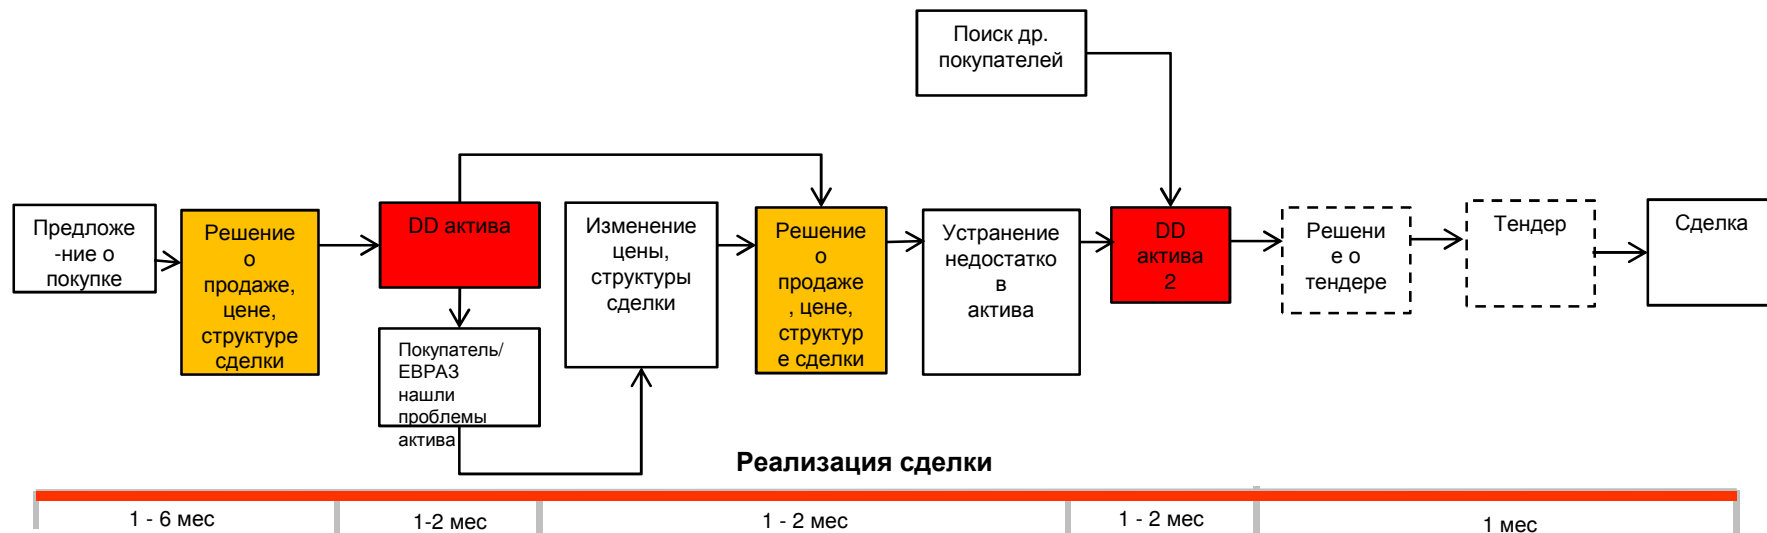 Поиск др.
покупателей
Предложе
-ние о
покупке
Решение
о
продаже,
цене,
структуре
сделки
DD актива
Покупатель/
ЕВРАЗ
нашли
проблемы
актива
Изменение
цены,
структуры
сделки
Решение
о
продаже
, цене,
структур
е сделки
Устранение
недостатко
в
актива
DD
актива
2
Решени
е о
тендере
Тендер
Сделка
Реализация сделки
1 - 6 мес
1-2 мес
1 - 2 мес
1 - 2 мес
1 мес